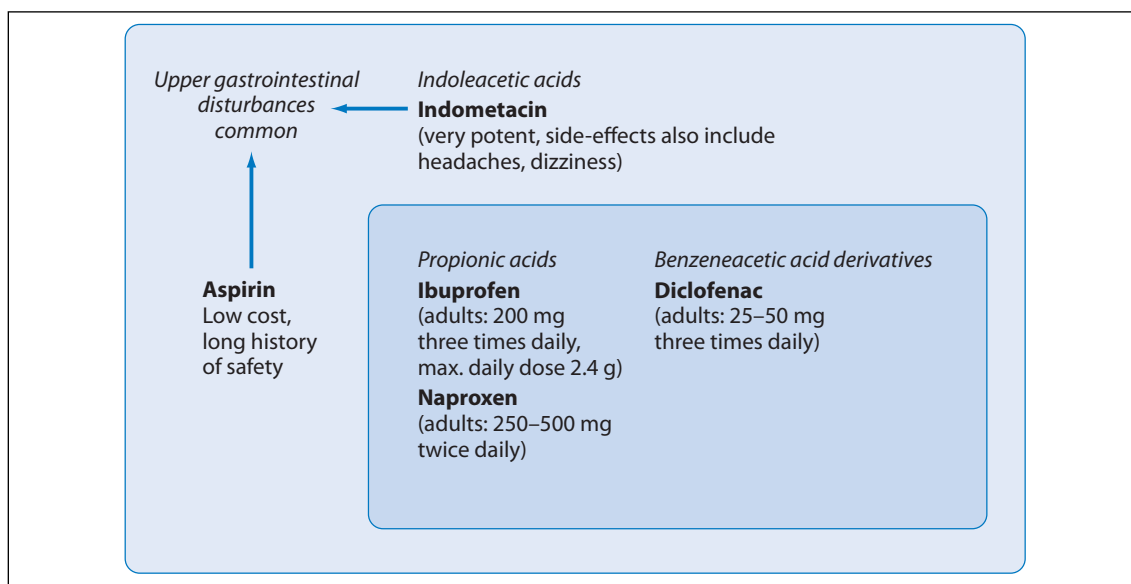 Upper gastrointestinal
disturbances
common
Indoleacetic acids
Indometacin
(very potent, side-effects also include
headaches, dizziness)
Aspirin
Low cost,
long history
of safety
Propionic acids
Ibuprofen
(adults: 200 mg
three times daily,
max. daily dose 2.4 g)
Naproxen
(adults: 250–500 mg
twice daily)
Benzeneacetic acid derivatives
Diclofenac
(adults: 25–50 mg
three times daily)